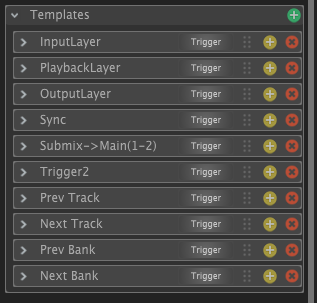 Templates
InputLayer Trigger
PlaybackLayer Trigger
OutputLayer Trigger
Sync Trigger
Submix->Main(1-2) Trigger
Trigger2 Trigger
Prev Track Trigger
Next Track Trigger
Prev Bank Trigger
Next Bank Trigger